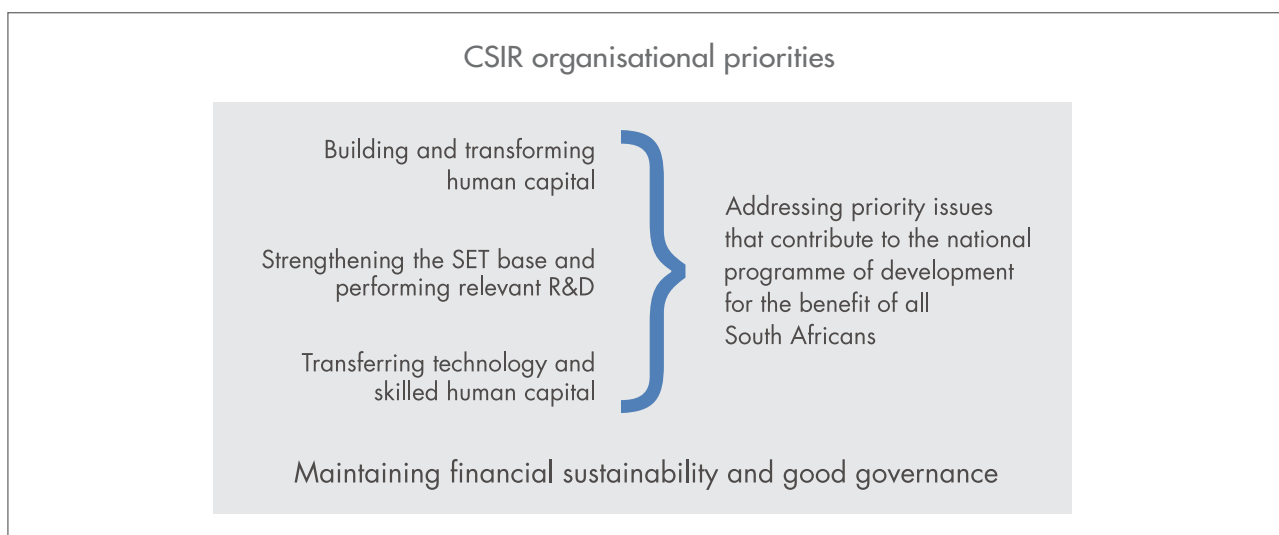 CSIR organisational priorities
Building and transforming
human capital
Strengthening the SET base and
performing relevant R&D
Transferring technology and
skilled human capital
Addressing priority issues
that contribute to the national
programme of development
for the benefit of all
South Africans
Maintaining financial sustainability and good governance